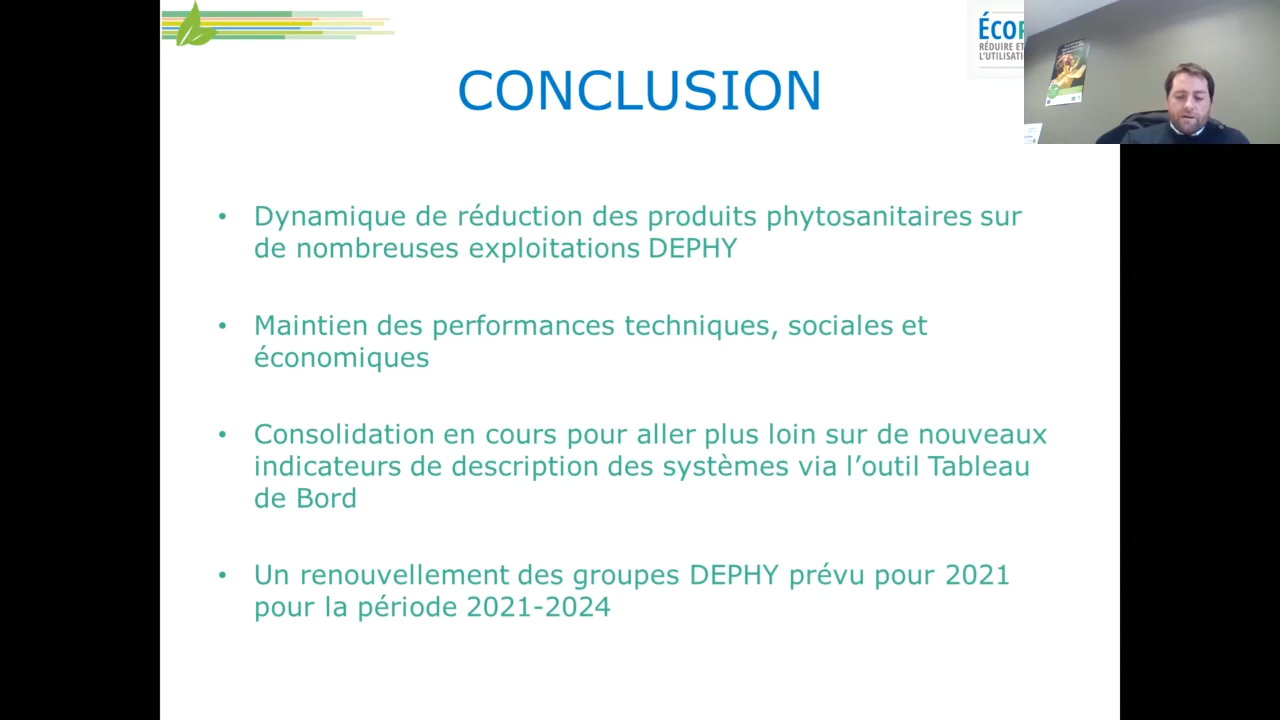 ÉCO
RÉDUIRE ET
L'UTILISATIO
CONCLUSION
• Dynamique de réduction des produits phytosanitaires sur
de nombreuses exploitations DEPHY
• Maintien des performances techniques, sociales et
économiques
• Consolidation en cours pour aller plus loin sur de nouveaux
indicateurs de description des systèmes via l’outil Tableau
de Bord
• Un renouvellement des groupes DEPHY prévu pour 2021
pour la période 2021-2024